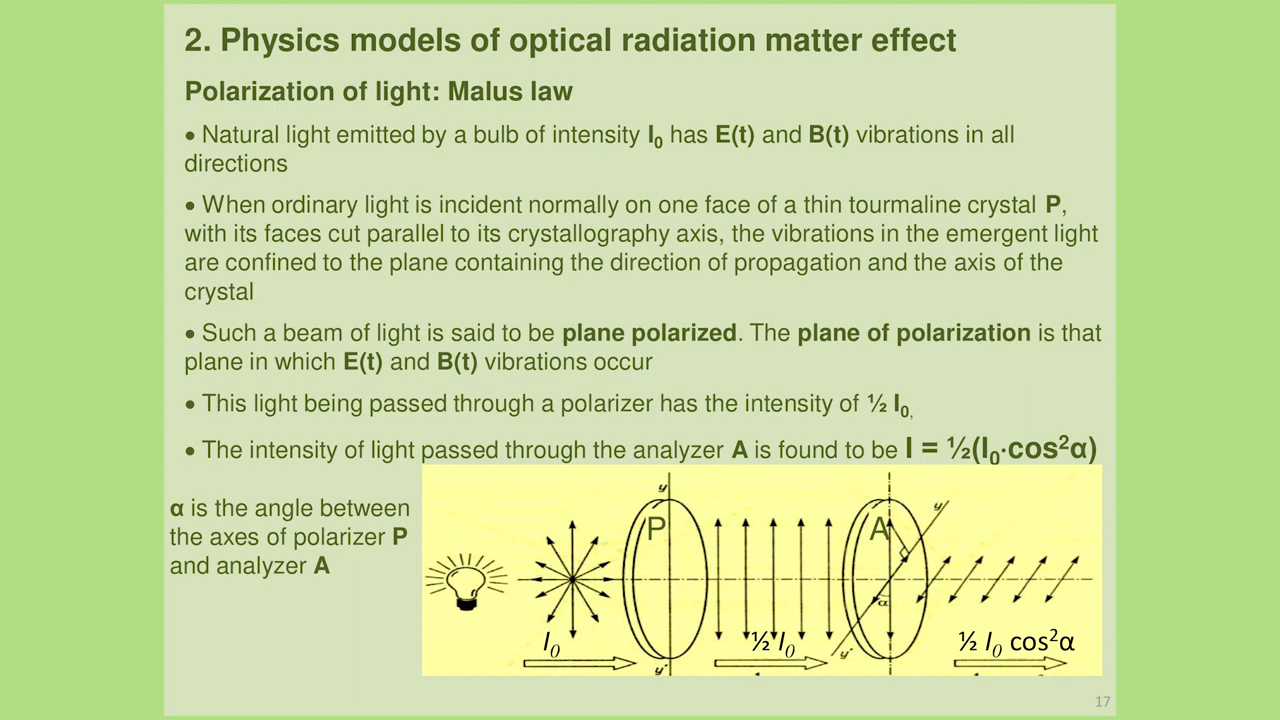 2. Physics models of optical radiation matter effect
Polarization of light: Malus law
• Natural light emitted by a bulb of intensity I₀ has E(t) and B(t) vibrations in all
directions
• When ordinary light is incident normally on one face of a thin tourmaline crystal P,
with its faces cut parallel to its crystallography axis, the vibrations in the emergent light
are confined to the plane containing the direction of propagation and the axis of the
crystal
• Such a beam of light is said to be plane polarized. The plane of polarization is that
plane in which E(t) and B(t) vibrations occur
• This light being passed through a polarizer has the intensity of ½ I₀,
• The intensity of light passed through the analyzer A is found to be I = ½(I₀·cos²α)
α is the angle between
the axes of polarizer P
and analyzer A
y
P
y'
A
y
α
y'
I₀
½ I₀
½ I₀ cos²α
17